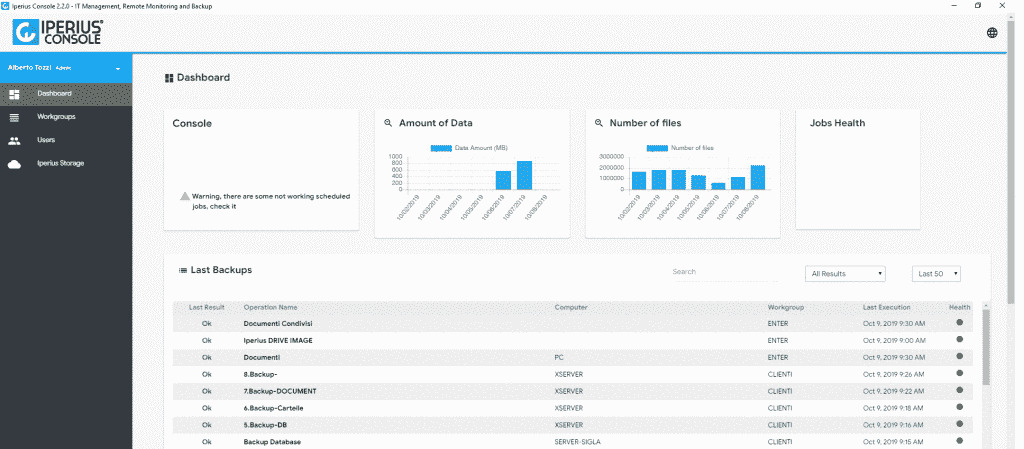 Iperius Console 2.2.0 - IT Management, Remote Monitoring and Backup
IPERIUS
CONSOLE
Alberto Tozzi Admin
Dashboard
Workgroups
Users
Iperius Storage
Dashboard
Console
Warning, there are some not working scheduled
jobs, check it
Amount of Data
Data Amount (MB)
1000
800
600
400
200
0
10/02/2019
10/03/2019
10/04/2019
10/05/2019
10/06/2019
10/07/2019
10/08/2019
Number of files
Number of files
3000000
2000000
1000000
0
10/02/2019
10/03/2019
10/04/2019
10/05/2019
10/06/2019
10/07/2019
10/08/2019
Jobs Health
Last Backups
Search
All Results
Last 50
Last Result Operation Name Computer Workgroup Last Execution Health
Ok Documenti Condivisi ENTER Oct 9, 2019 9:30 AM
Ok Iperius DRIVE IMAGE ENTER Oct 9, 2019 9:00 AM
Ok Documenti PC ENTER Oct 9, 2019 9:30 AM
Ok 8.Backup- XSERVER CLIENTI Oct 9, 2019 9:26 AM
Ok 7.Backup-DOCUMENT XSERVER CLIENTI Oct 9, 2019 9:22 AM
Ok 6.Backup-Cartelle XSERVER CLIENTI Oct 9, 2019 9:18 AM
Ok 5.Backup-DB XSERVER CLIENTI Oct 9, 2019 9:16 AM
Ok Backup Database SERVER-SIGLA CLIENTI Oct 9, 2019 9:15 AM